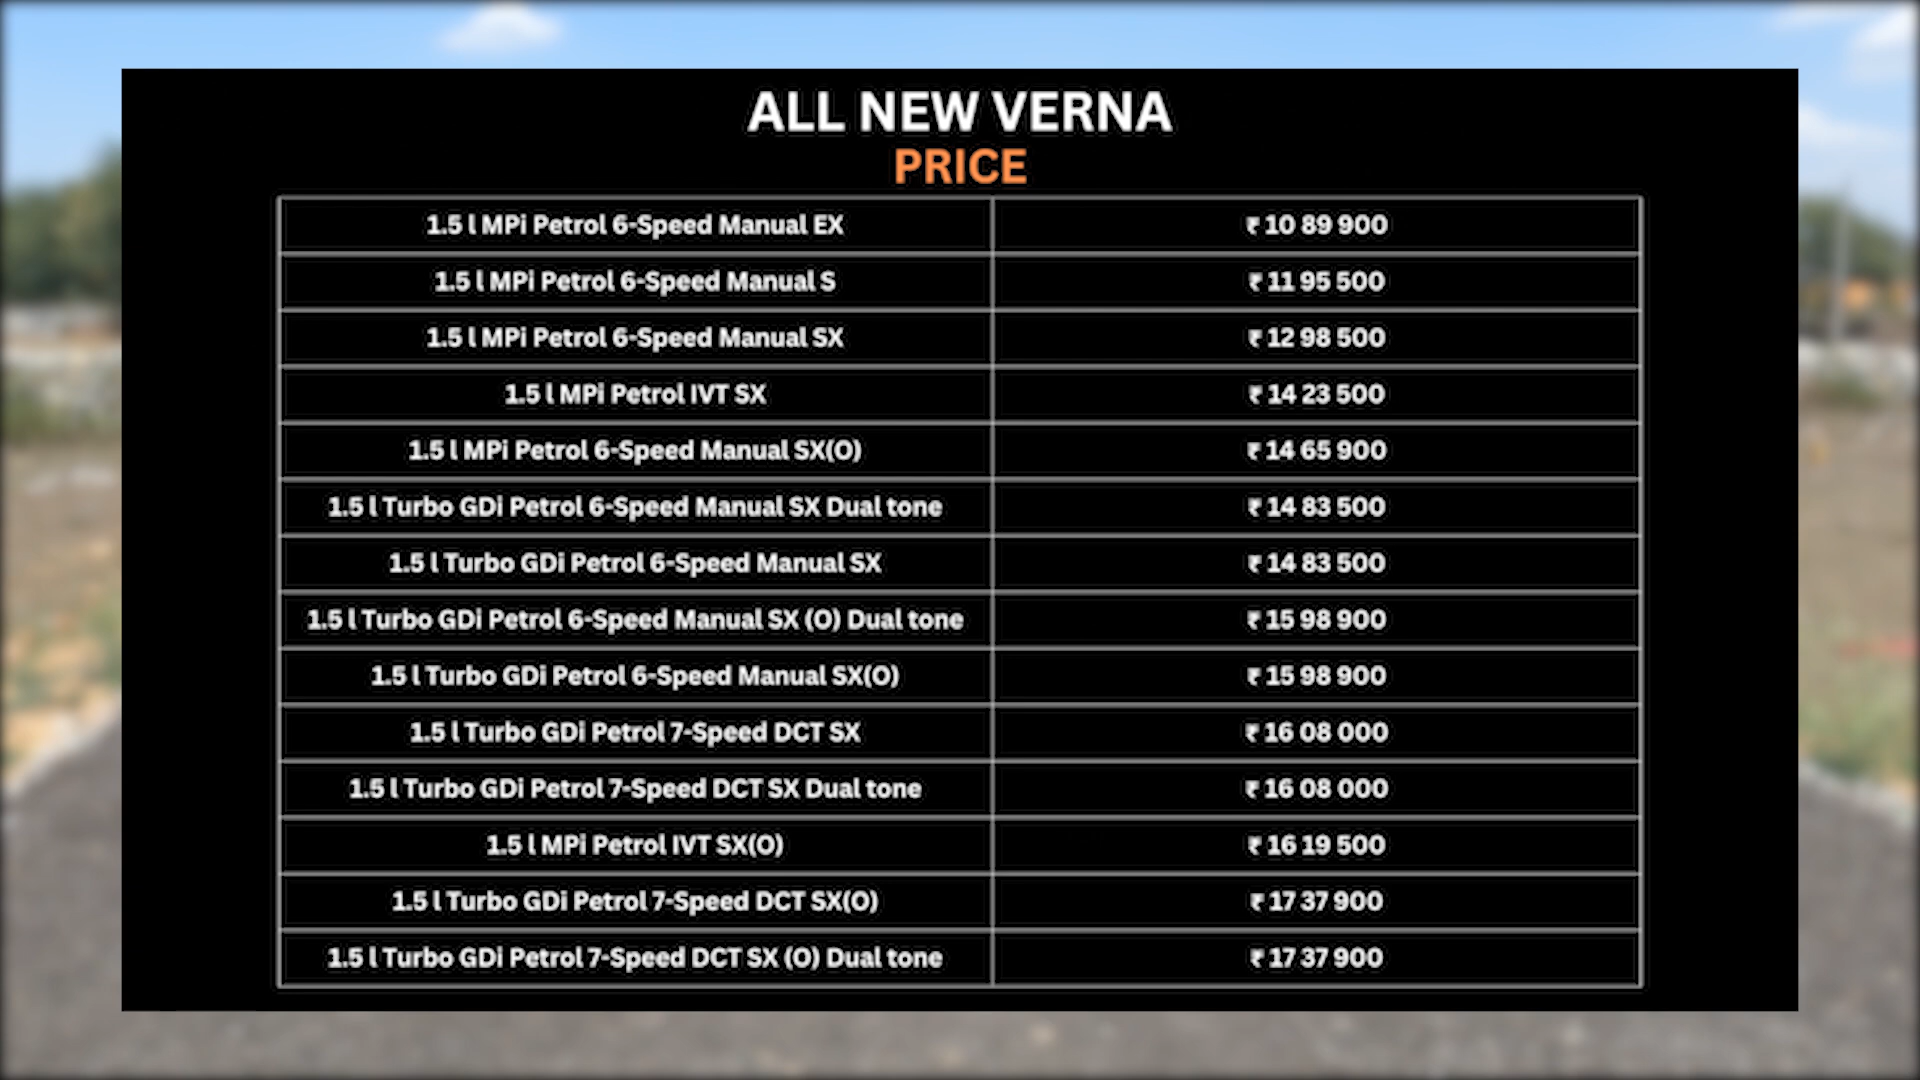 ALL NEW VERNA
PRICE
1.5 l MPi Petrol 6-Speed Manual EX ₹ 10 89 900
1.5 l MPi Petrol 6-Speed Manual S ₹ 11 95 500
1.5 l MPi Petrol 6-Speed Manual SX ₹ 12 98 500
1.5 l MPi Petrol IVT SX ₹ 14 23 500
1.5 l MPi Petrol 6-Speed Manual SX(O) ₹ 14 65 900
1.5 l Turbo GDi Petrol 6-Speed Manual SX Dual tone ₹ 14 83 500
1.5 l Turbo GDi Petrol 6-Speed Manual SX ₹ 14 83 500
1.5 l Turbo GDi Petrol 6-Speed Manual SX (O) Dual tone ₹ 15 98 900
1.5 l Turbo GDi Petrol 6-Speed Manual SX(O) ₹ 15 98 900
1.5 l Turbo GDi Petrol 7-Speed DCT SX ₹ 16 08 000
1.5 l Turbo GDi Petrol 7-Speed DCT SX Dual tone ₹ 16 08 000
1.5 l MPi Petrol IVT SX(O) ₹ 16 19 500
1.5 l Turbo GDi Petrol 7-Speed DCT SX(O) ₹ 17 37 900
1.5 l Turbo GDi Petrol 7-Speed DCT SX (O) Dual tone ₹ 17 37 900